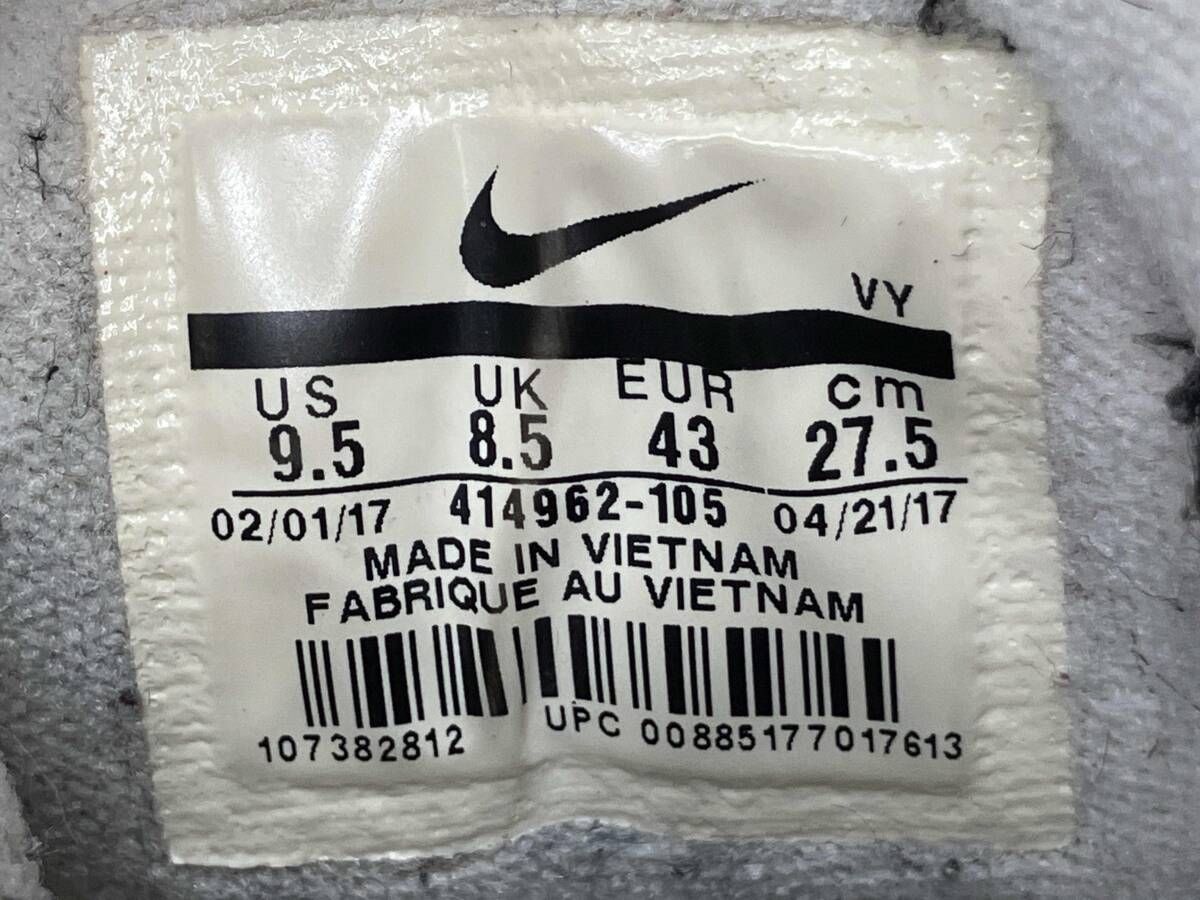 VY
US UK EUR cm
9.5 8.5 43 27.5
02/01/17 414962-105 04/21/17
MADE IN VIETNAM
FABRIQUE AU VIETNAM
107382812 UPC 00885177017613